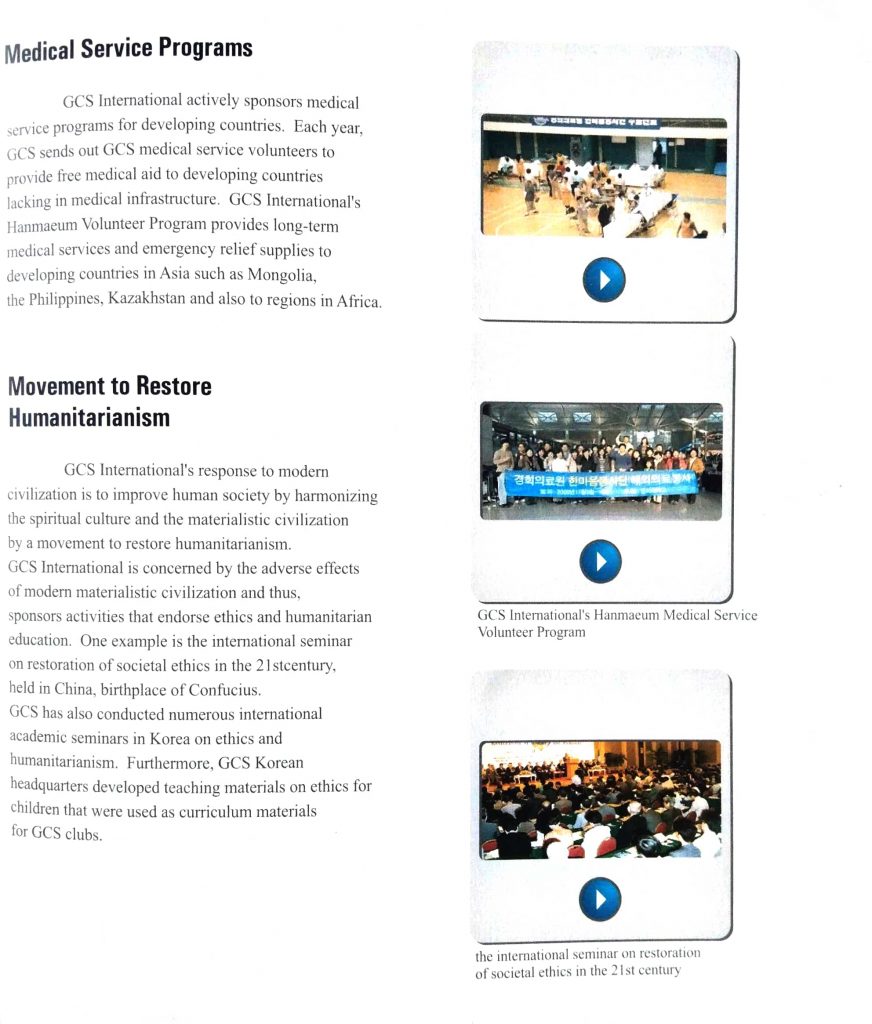 Medical Service Programs
GCS International actively sponsors medical
service programs for developing countries. Each year,
GCS sends out GCS medical service volunteers to
provide free medical aid to developing countries
lacking in medical infrastructure. GCS International's
Hanmaeum Volunteer Program provides long-term
medical services and emergency relief supplies to
developing countries in Asia such as Mongolia,
the Philippines, Kazakhstan and also to regions in Africa.
Movement to Restore
Humanitarianism
GCS International's response to modern
civilization is to improve human society by harmonizing
the spiritual culture and the materialistic civilization
by a movement to restore humanitarianism.
GCS International is concerned by the adverse effects
of modern materialistic civilization and thus,
sponsors activities that endorse ethics and humanitarian
education. One example is the international seminar
on restoration of societal ethics in the 21stcentury,
held in China, birthplace of Confucius.
GCS has also conducted numerous international
academic seminars in Korea on ethics and
humanitarianism. Furthermore, GCS Korean
headquarters developed teaching materials on ethics for
children that were used as curriculum materials
for GCS clubs.
경희의료원 한마음봉사단 해외의료봉사
GCS International's Hanmaeum Medical Service
Volunteer Program
the international seminar on restoration
of societal ethics in the 21st century